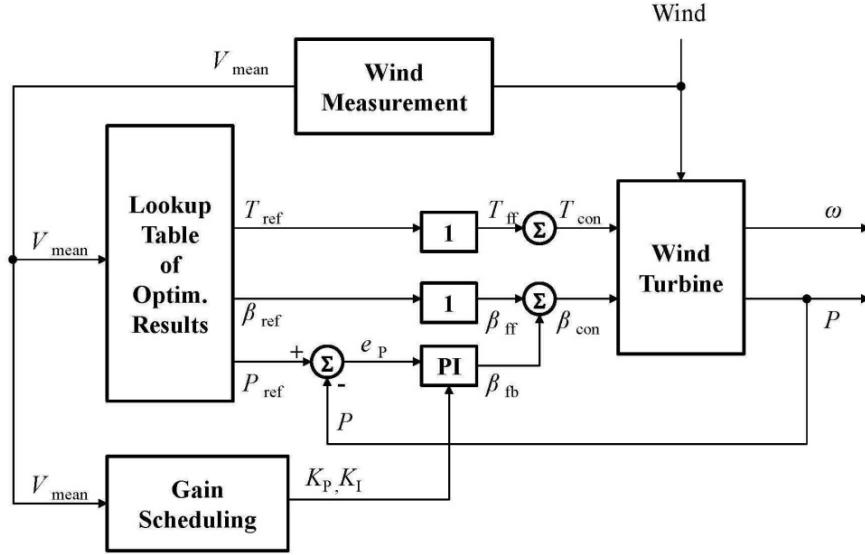 Wind
V mean
Wind
Measurement
Lookup
Table
of
Optim.
Results
V mean
T ref
1
T ff
Σ
T con
Wind
Turbine
ω
β ref
1
β ff
Σ
β con
P
P ref
+
Σ
-
e P
PI
β fb
P
V mean
Gain
Scheduling
K P , K I